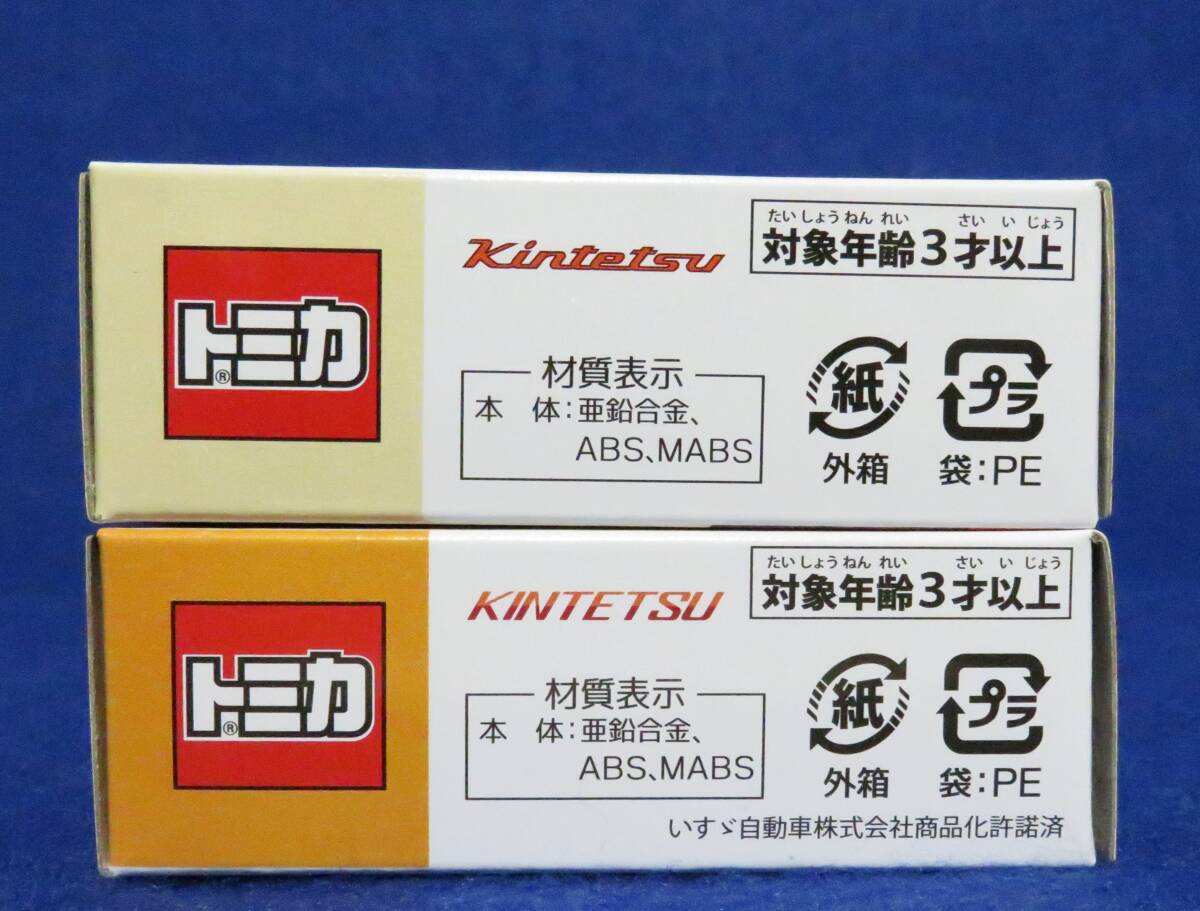 トミカ®
Kintetsu
たいしょうねんれい さいいじょう
対象年齢3才以上
材質表示
本 体:亜鉛合金、
ABS、MABS
紙
外箱
プラ
袋:PE
トミカ®
KINTETSU
たいしょうねんれい さいいじょう
対象年齢3才以上
材質表示
本 体:亜鉛合金、
ABS、MABS
紙
外箱
プラ
袋:PE
いすゞ自動車株式会社商品化許諾済